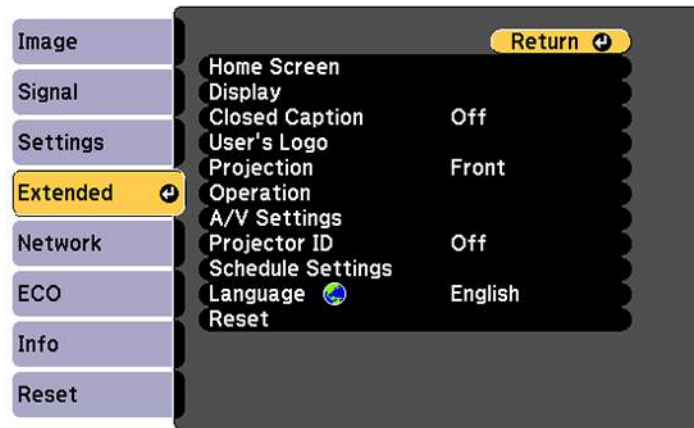 Image
Signal
Settings
Extended
Network
ECO
Info
Reset
Return
Home Screen
Display
Closed Caption Off
User's Logo
Projection Front
Operation
A/V Settings
Projector ID Off
Schedule Settings
Language English
Reset